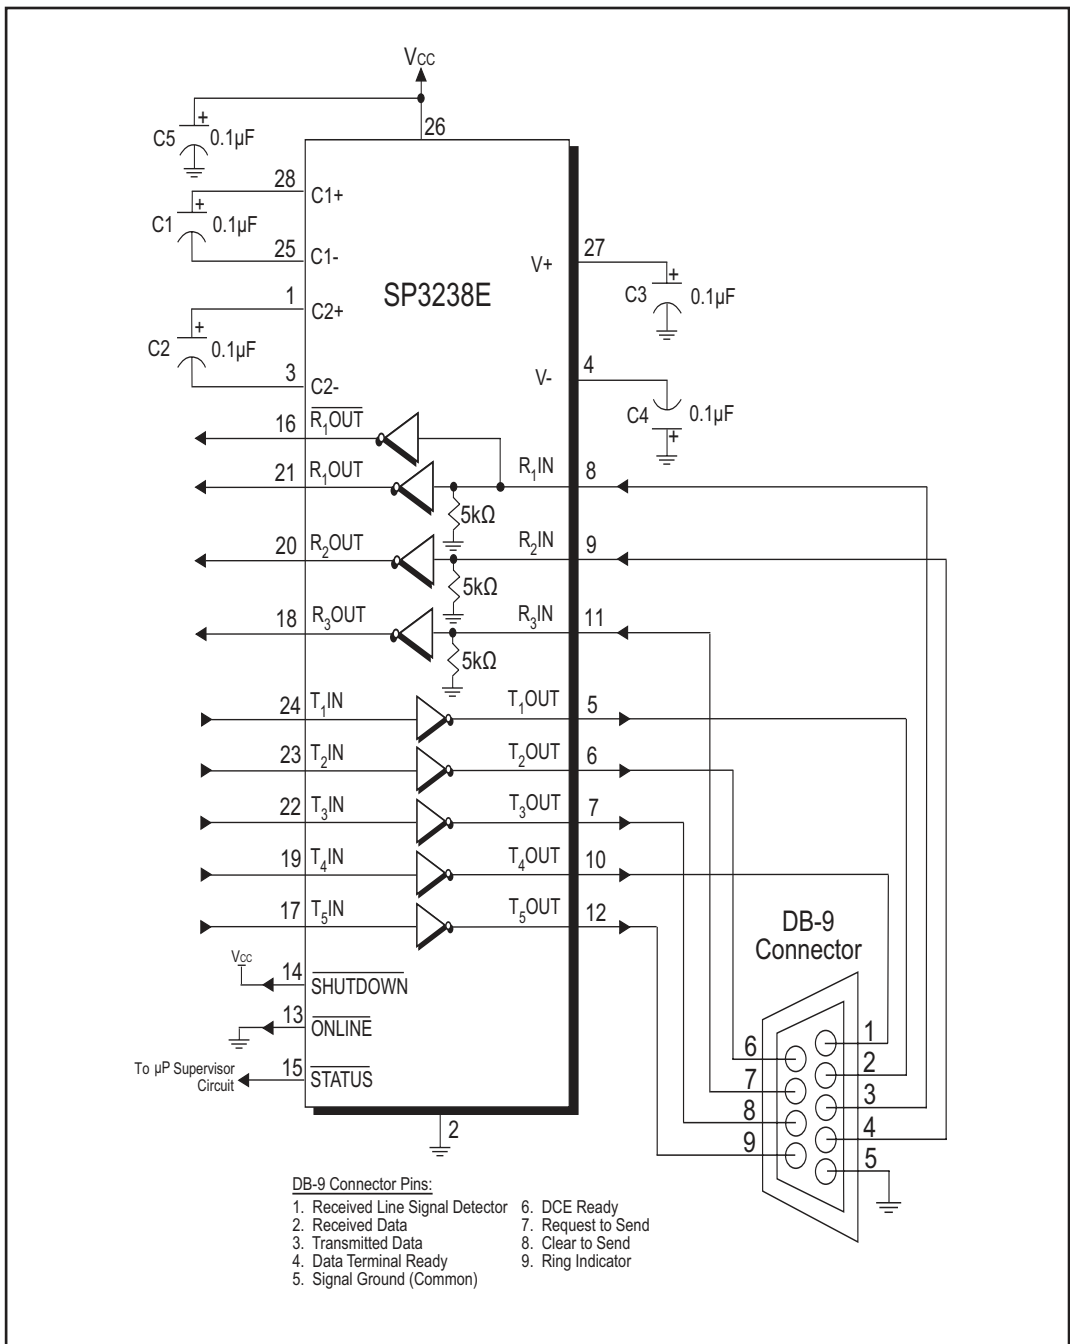 VCC
26
C5
+
0.1µF
28
C1+
+
C1
0.1µF
25
C1-
1
C2+
+
C2
0.1µF
3
C2-
SP3238E
V+
27
+
C3
0.1µF
V-
4
C4
0.1µF
+
16
R1OUT
21
R1OUT
R1IN
8
5kΩ
20
R2OUT
R2IN
9
5kΩ
18
R3OUT
R3IN
11
5kΩ
24
T1IN
T1OUT
5
23
T2IN
T2OUT
6
22
T3IN
T3OUT
7
19
T4IN
T4OUT
10
17
T5IN
T5OUT
12
VCC
14
SHUTDOWN
13
ONLINE
To µP Supervisor
Circuit
15
STATUS
2
DB-9
Connector
6
7
8
9
1
2
3
4
5
DB-9 Connector Pins:
1. Received Line Signal Detector
2. Received Data
3. Transmitted Data
4. Data Terminal Ready
5. Signal Ground (Common)
6. DCE Ready
7. Request to Send
8. Clear to Send
9. Ring Indicator